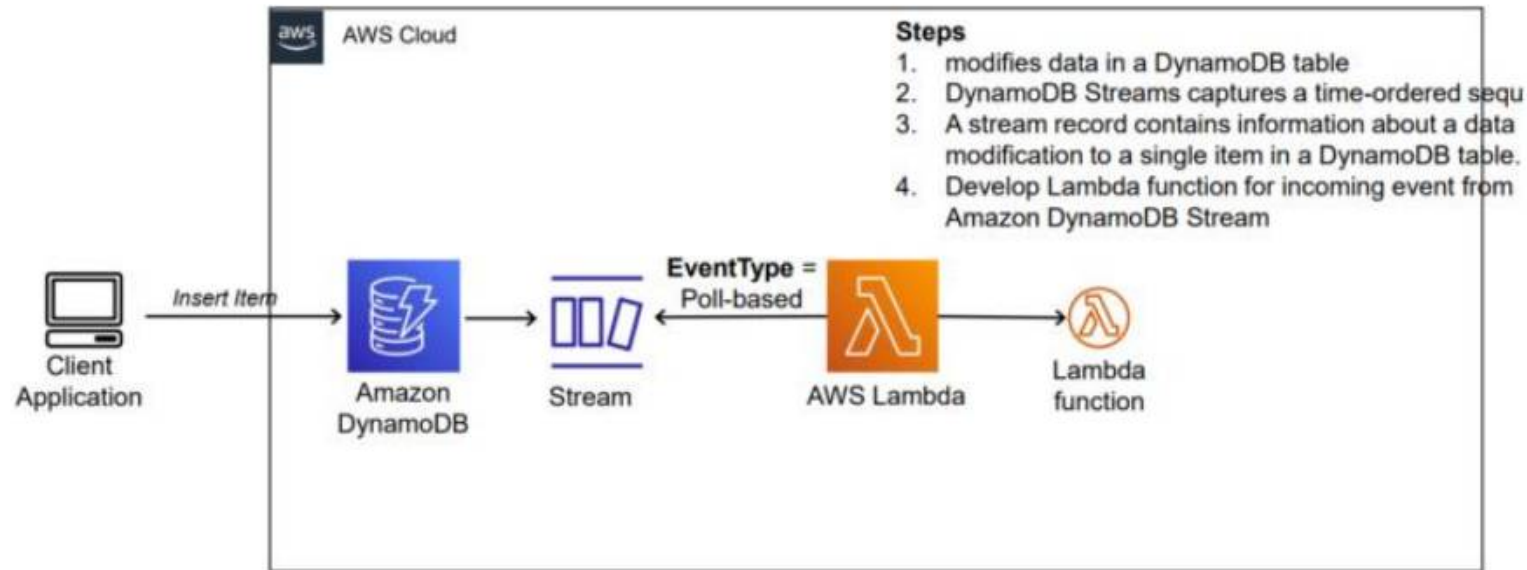 aws
AWS Cloud
Steps
1. modifies data in a DynamoDB table
2. DynamoDB Streams captures a time-ordered sequ
3. A stream record contains information about a data
modification to a single item in a DynamoDB table.
4. Develop Lambda function for incoming event from
Amazon DynamoDB Stream
Insert Item
EventType =
Poll-based
Client
Application
Amazon
DynamoDB
Stream
AWS Lambda
Lambda
function